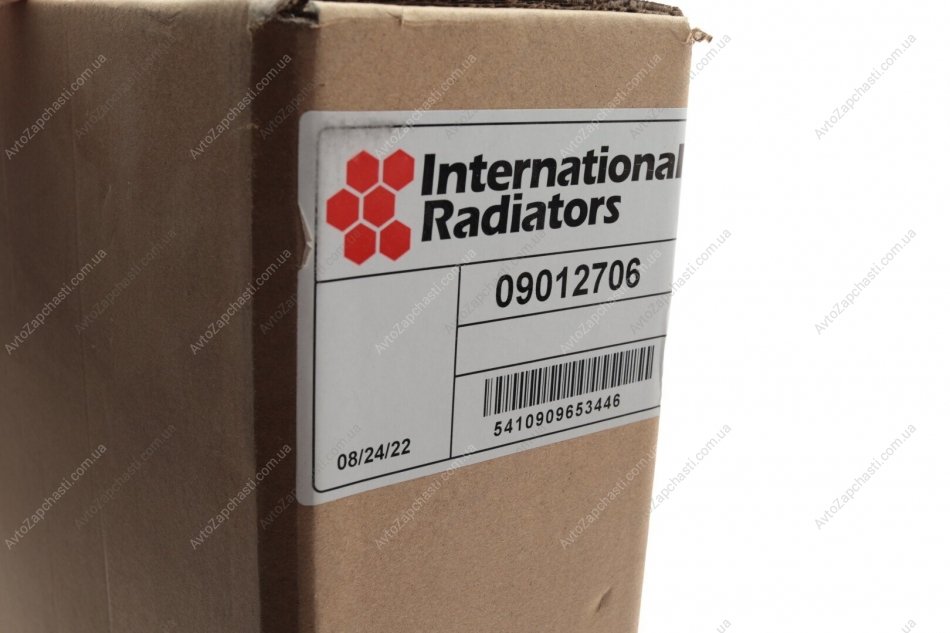 International
Radiators
09012706
5410909653446
08/24/22
AvtoZapchasti.com.ua